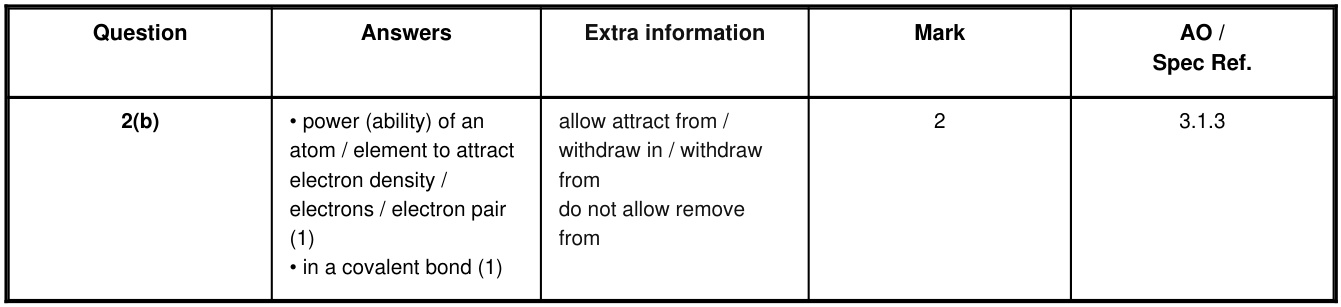 Question
Answers
Extra information
Mark
AO /
Spec Ref.
2(b)
• power (ability) of an
atom / element to attract
electron density /
electrons / electron pair
(1)
• in a covalent bond (1)
allow attract from /
withdraw in / withdraw
from
do not allow remove
from
2
3.1.3